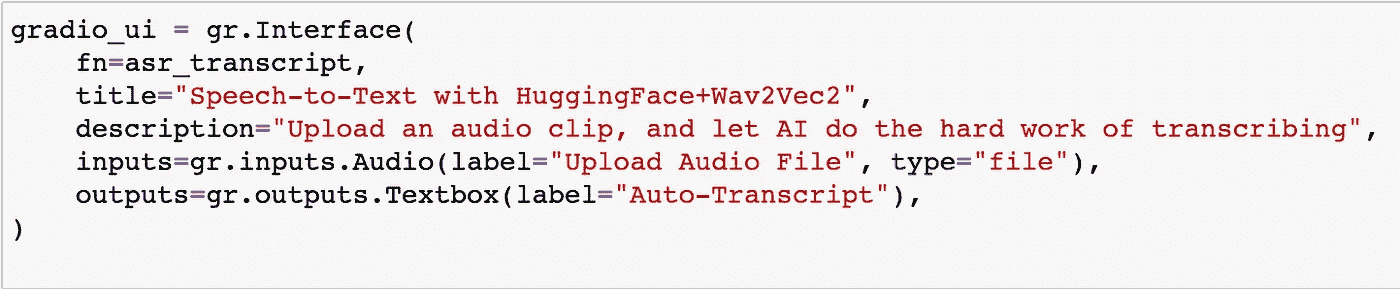 gradio_ui = gr.Interface(
    fn=asr_transcript,
    title="Speech-to-Text with HuggingFace+Wav2Vec2",
    description="Upload an audio clip, and let AI do the hard work of transcribing",
    inputs=gr.inputs.Audio(label="Upload Audio File", type="file"),
    outputs=gr.outputs.Textbox(label="Auto-Transcript"),
)